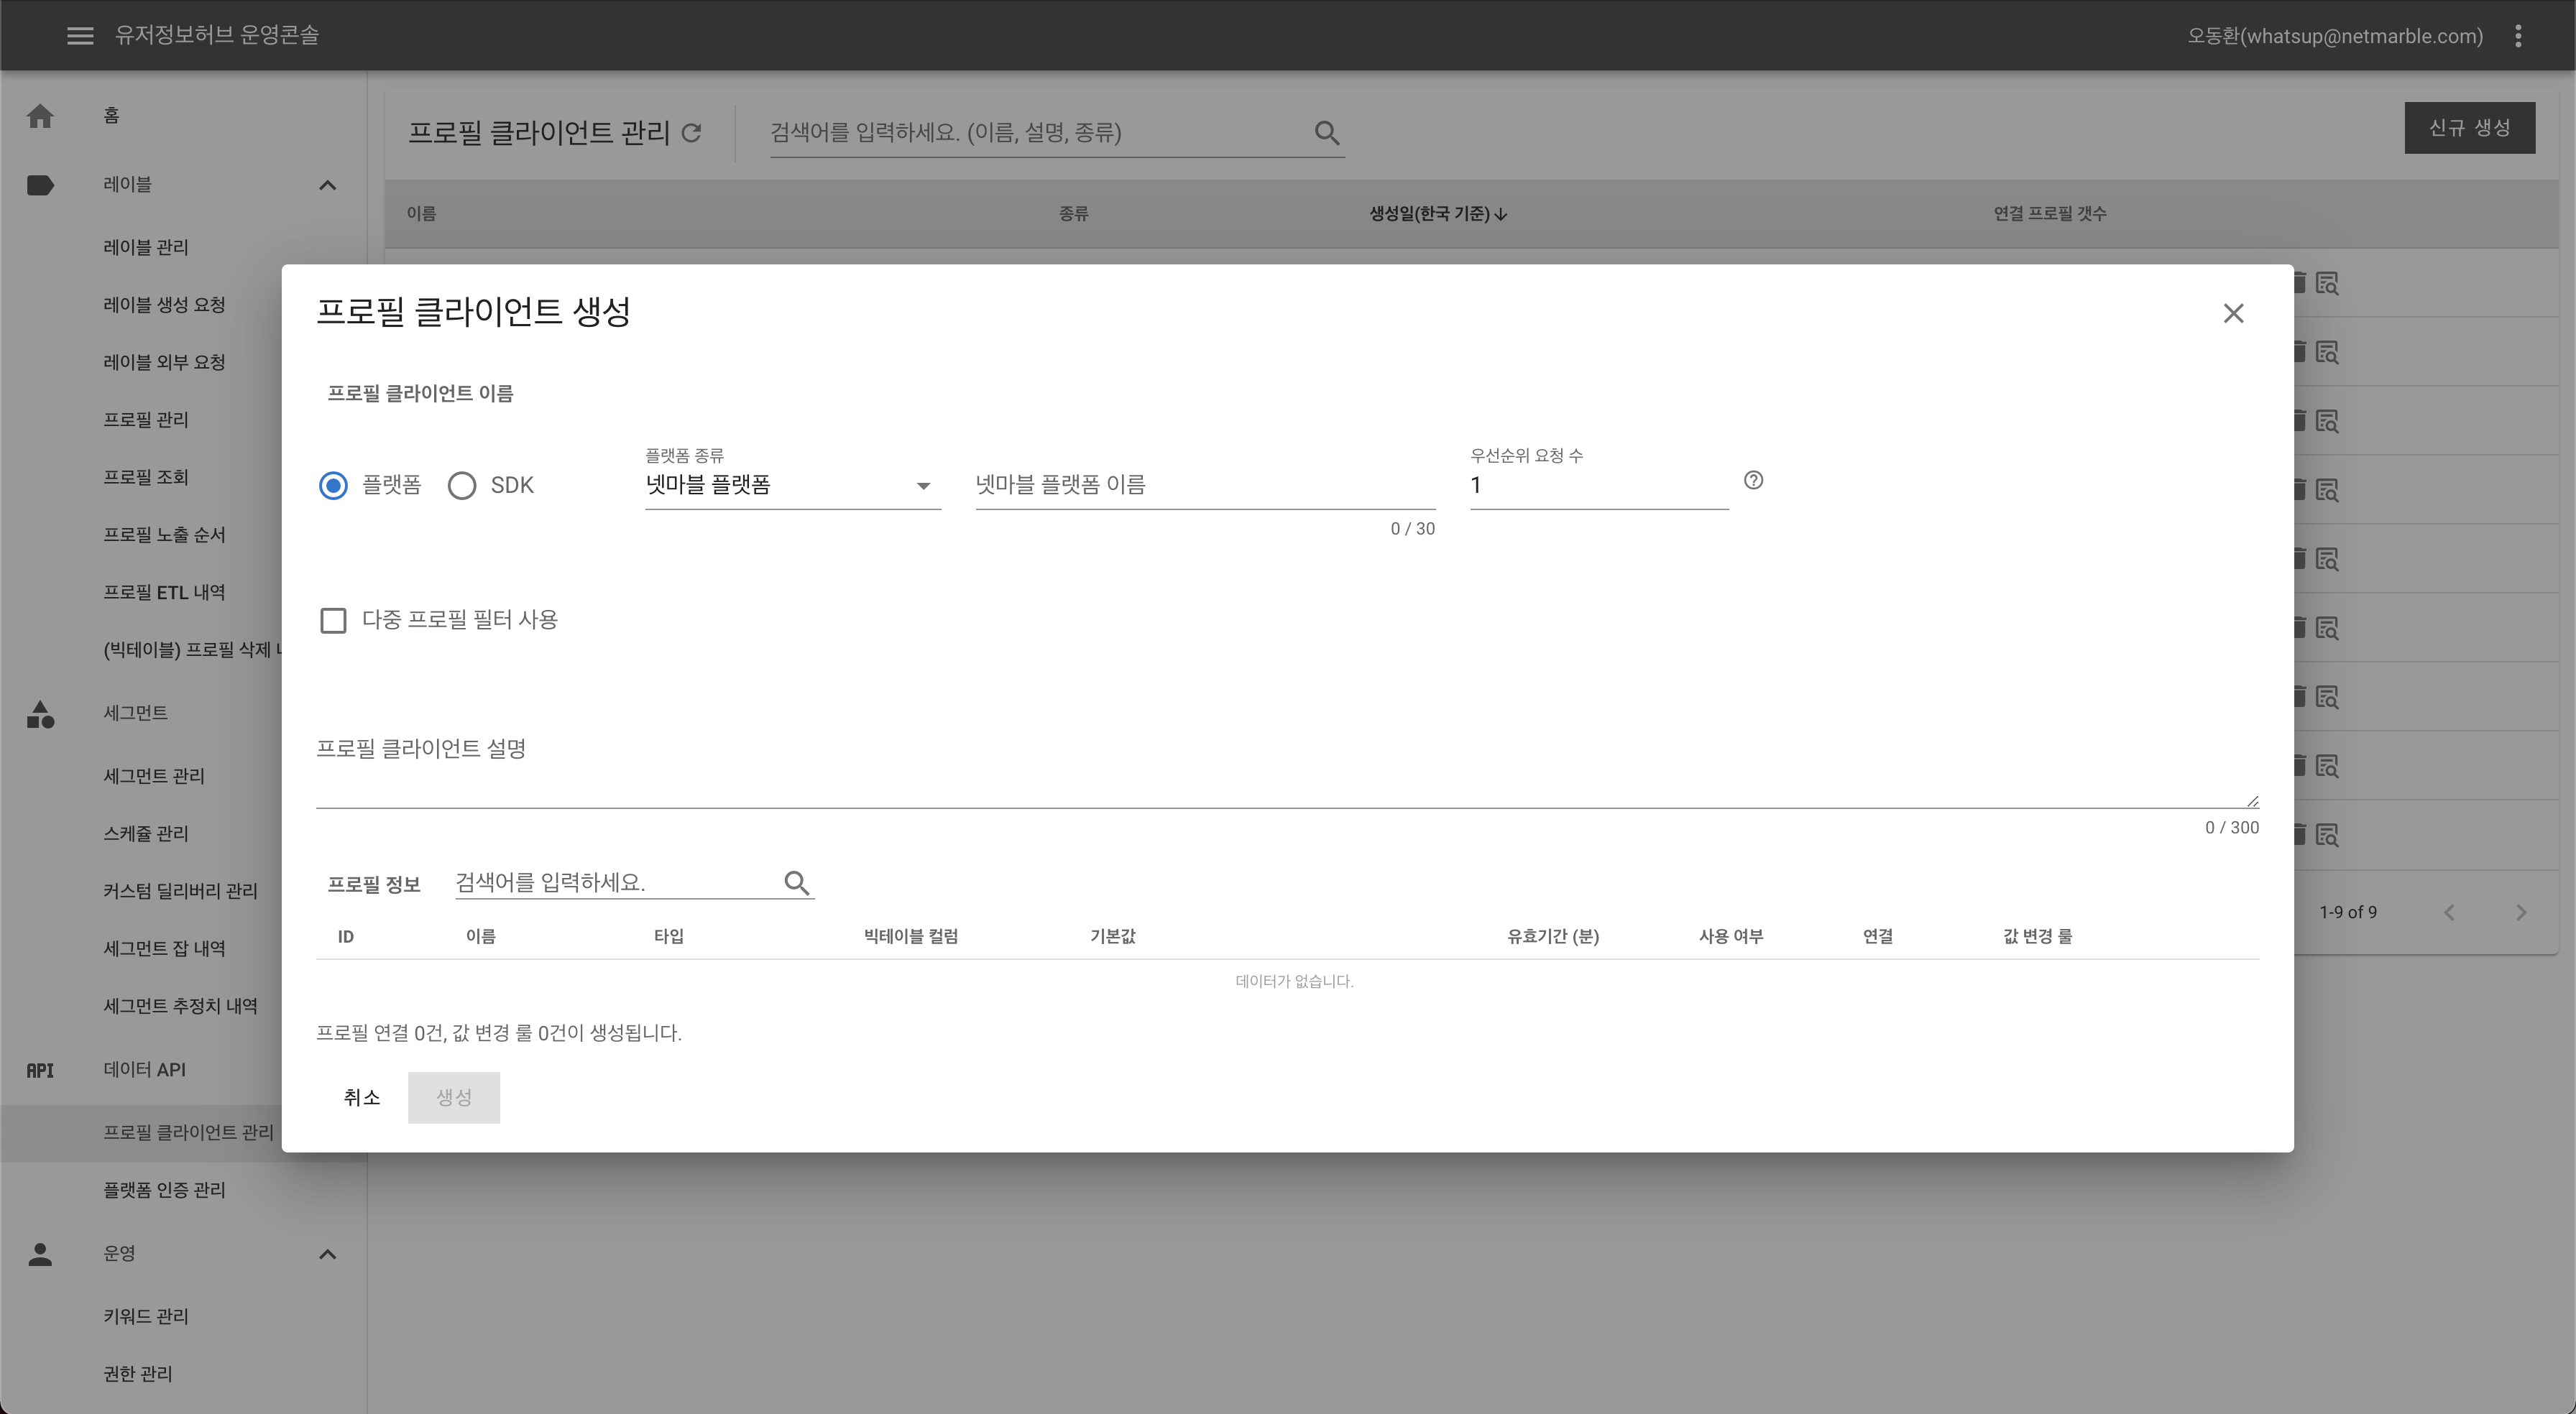 유저정보허브 운영콘솔
오동환(whatsup@netmarble.com)
홈
레이블
레이블 관리
레이블 생성 요청
레이블 외부 요청
프로필 관리
프로필 조회
프로필 노출 순서
프로필 ETL 내역
(빅테이블) 프로필 삭제
세그먼트
세그먼트 관리
스케쥴 관리
커스텀 딜리버리 관리
세그먼트 잡 내역
세그먼트 추정치 내역
API
데이터 API
프로필 클라이언트 관리
플랫폼 인증 관리
운영
키워드 관리
권한 관리
프로필 클라이언트 관리
검색어를 입력하세요. (이름, 설명, 종류)
신규 생성
이름 종류 생성일(한국 기준) 연결 프로필 갯수
1-9 of 9
프로필 클라이언트 생성
프로필 클라이언트 이름
플랫폼 SDK
플랫폼 종류
넷마블 플랫폼
넷마블 플랫폼 이름
0 / 30
우선순위 요청 수
1
다중 프로필 필터 사용
프로필 클라이언트 설명
0 / 300
프로필 정보
검색어를 입력하세요.
ID 이름 타입 빅테이블 컬럼 기본값 유효기간 (분) 사용 여부 연결 값 변경 룰
데이터가 없습니다.
프로필 연결 0건, 값 변경 룰 0건이 생성됩니다.
취소 생성